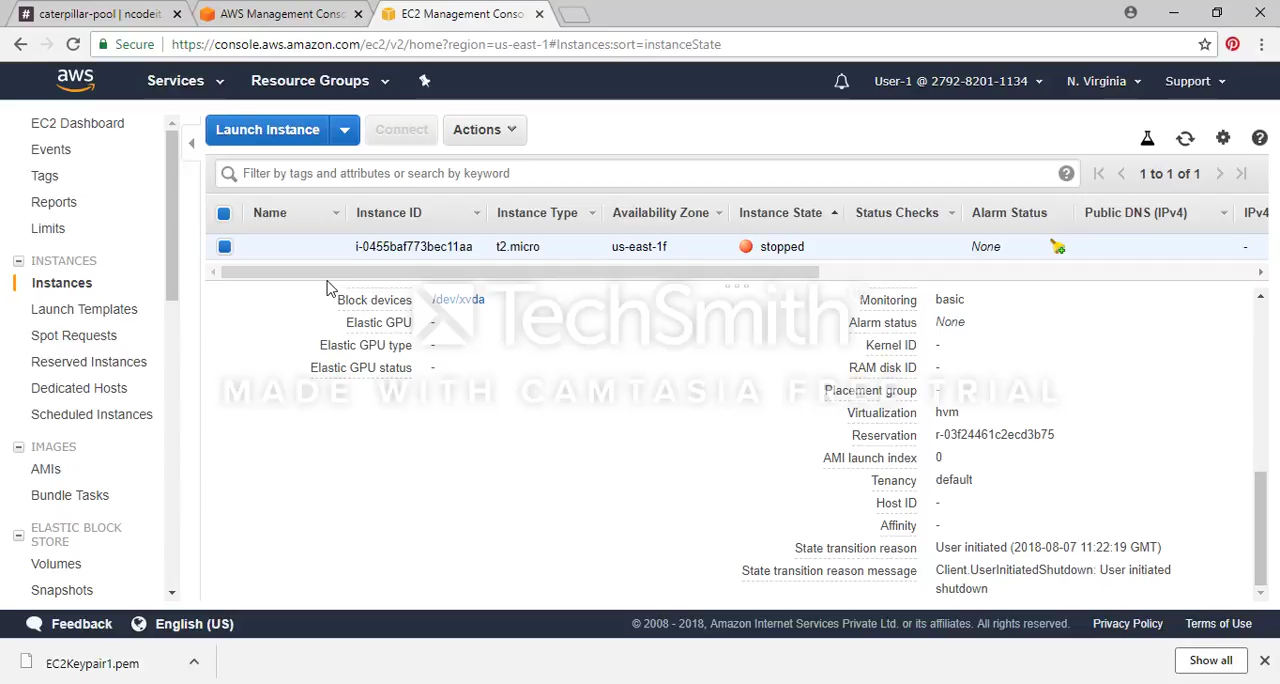 caterpillar-pool | ncodeit
AWS Management Conso
EC2 Management Conso
Secure
https://console.aws.amazon.com/ec2/v2/home?region=us-east-1#Instances:sort=instanceState
aws
Services
Resource Groups
User-1 @ 2792-8201-1134
N. Virginia
Support
EC2 Dashboard
Events
Tags
Reports
Limits
INSTANCES
Instances
Launch Templates
Spot Requests
Reserved Instances
Dedicated Hosts
Scheduled Instances
IMAGES
AMIs
Bundle Tasks
ELASTIC BLOCK
STORE
Volumes
Snapshots
Launch Instance
Connect
Actions
Filter by tags and attributes or search by keyword
1 to 1 of 1
Name Instance ID Instance Type Availability Zone Instance State Status Checks Alarm Status Public DNS (IPv4) IPv4
i-0455baf773bec11aa t2.micro us-east-1f stopped None -
Block devices /dev/xvda
Elastic GPU -
Elastic GPU type -
Elastic GPU status -
Monitoring basic
Alarm status None
Kernel ID -
RAM disk ID -
Placement group -
Virtualization hvm
Reservation r-03f24461c2ecd3b75
AMI launch index 0
Tenancy default
Host ID -
Affinity -
State transition reason User initiated (2018-08-07 11:22:19 GMT)
State transition reason message Client.UserInitiatedShutdown: User initiated
shutdown
TechSmith
MADE WITH CAMTASIA FREE TRIAL
Feedback
English (US)
© 2008 - 2018, Amazon Internet Services Private Ltd. or its affiliates. All rights reserved.
Privacy Policy
Terms of Use
EC2Keypair1.pem
Show all